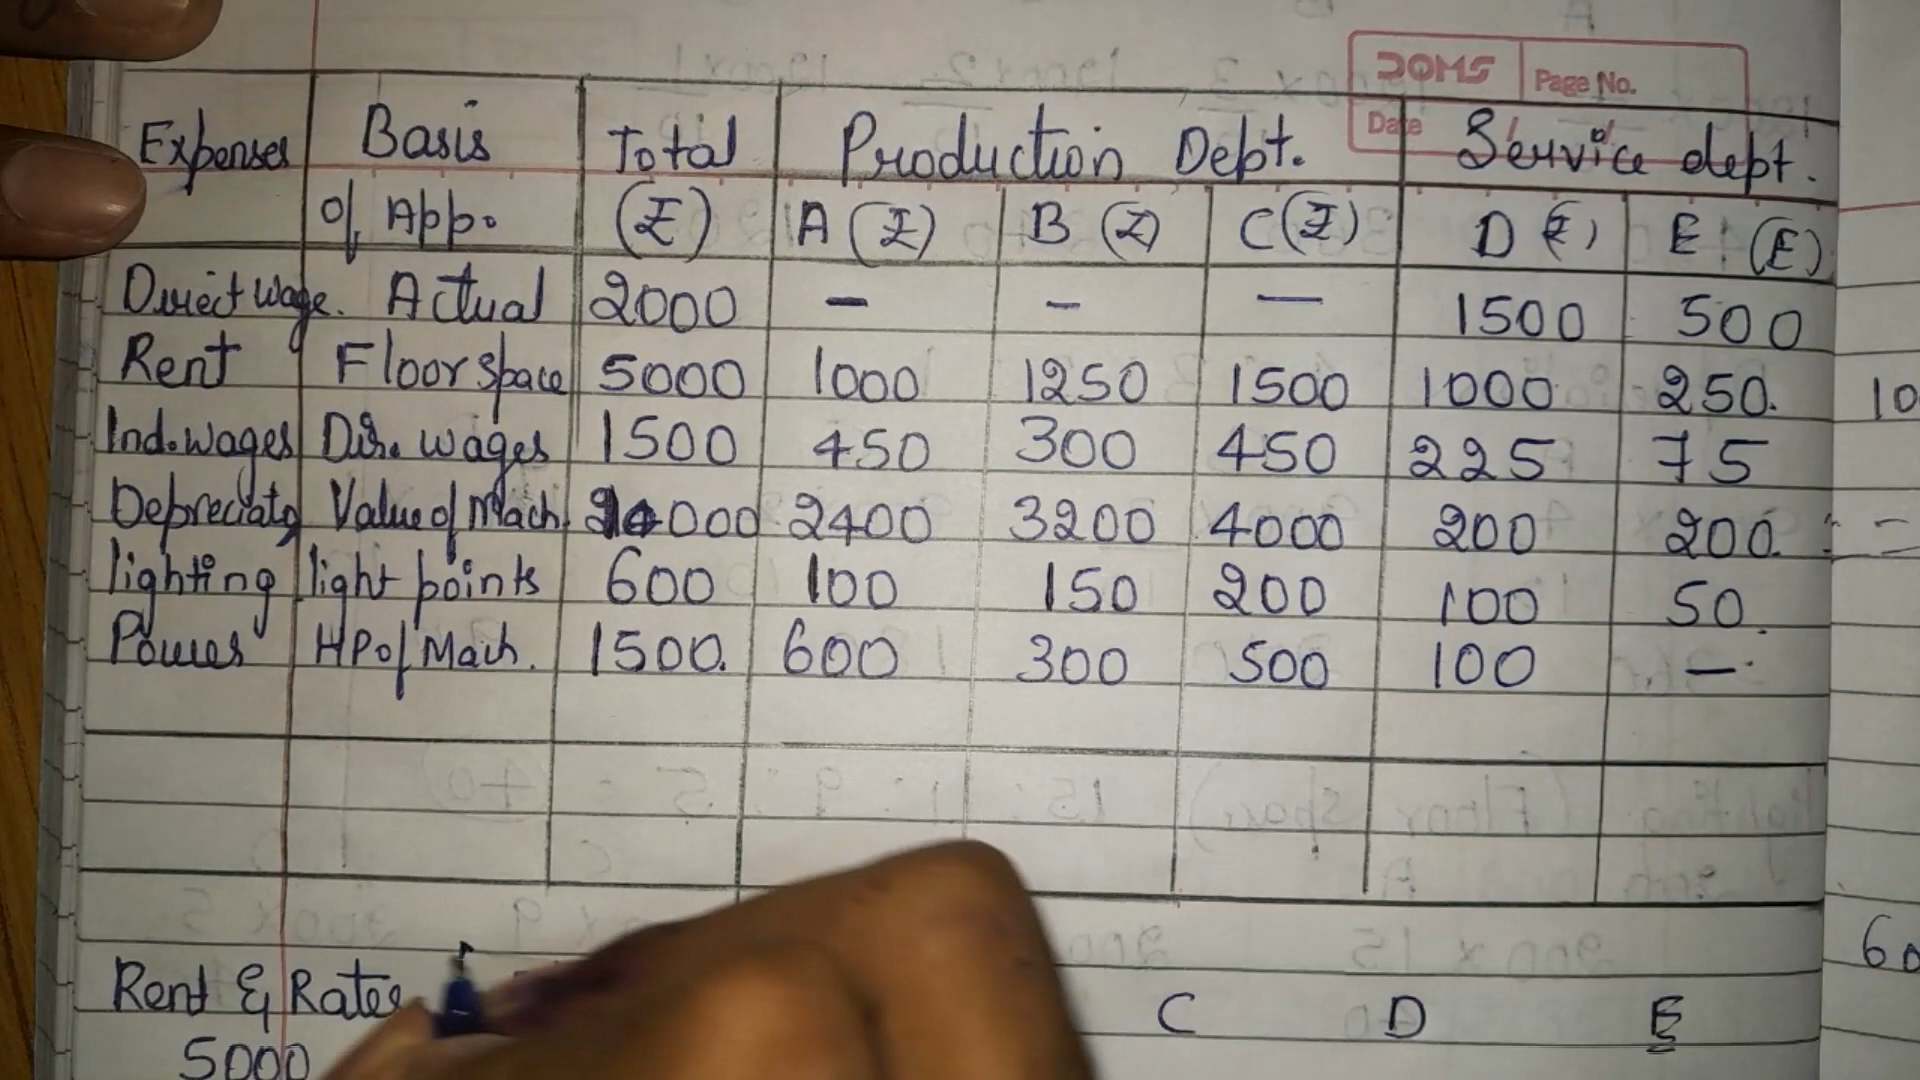 DOMS Page No.
Date
Expenses Basis Total Production Dept. Service dept.
of App. (₹) A (₹) B (₹) C (₹) D (₹) E (₹)
Direct wage. Actual 2000 - - - 1500 500
Rent Floor space 5000 1000 1250 1500 1000 250.
Ind. wages Dir. wages 1500 450 300 450 225 75
Value of Mach. 2400 3200 4000 200 200.
lighting light points 600 100 150 200 100 50.
Power HP of Mach. 1500. 600 300 500 100 -
Rent & Rates C D E
5000
10
60